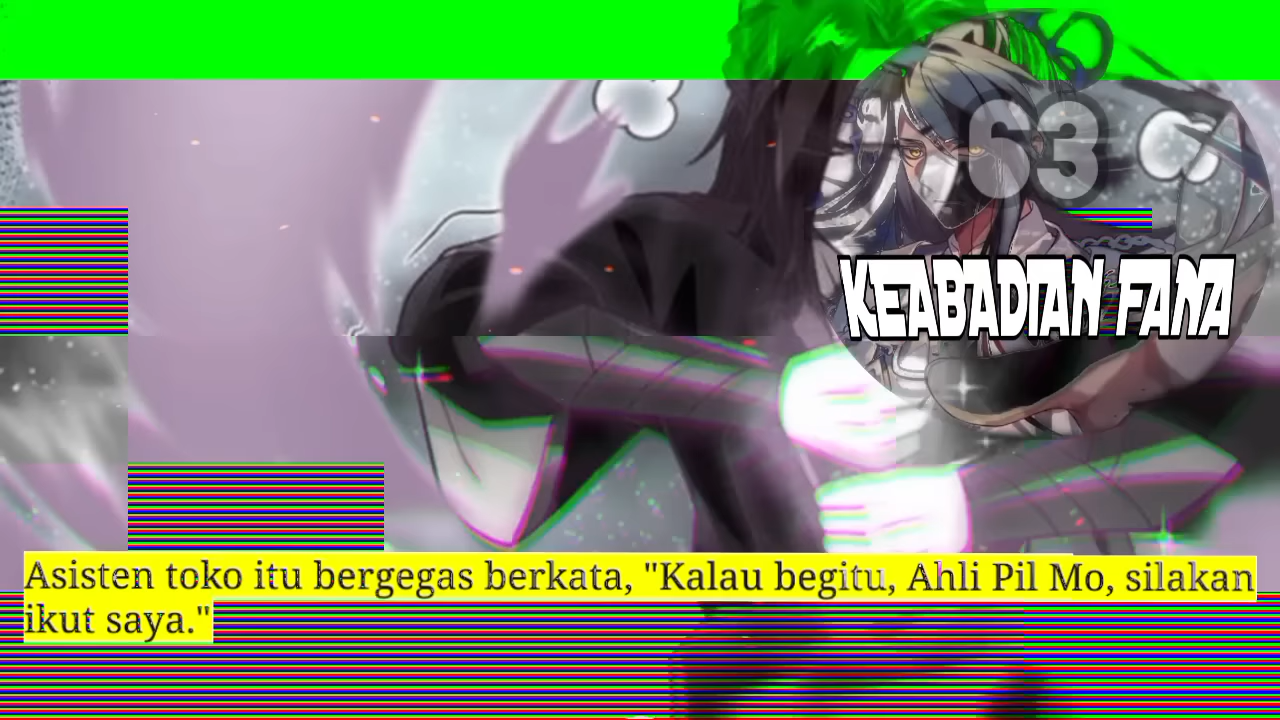 63
KEABADIAN FANA
Asisten toko itu bergegas berkata, "Kalau begitu, Ahli Pil Mo, silakan
ikut saya."